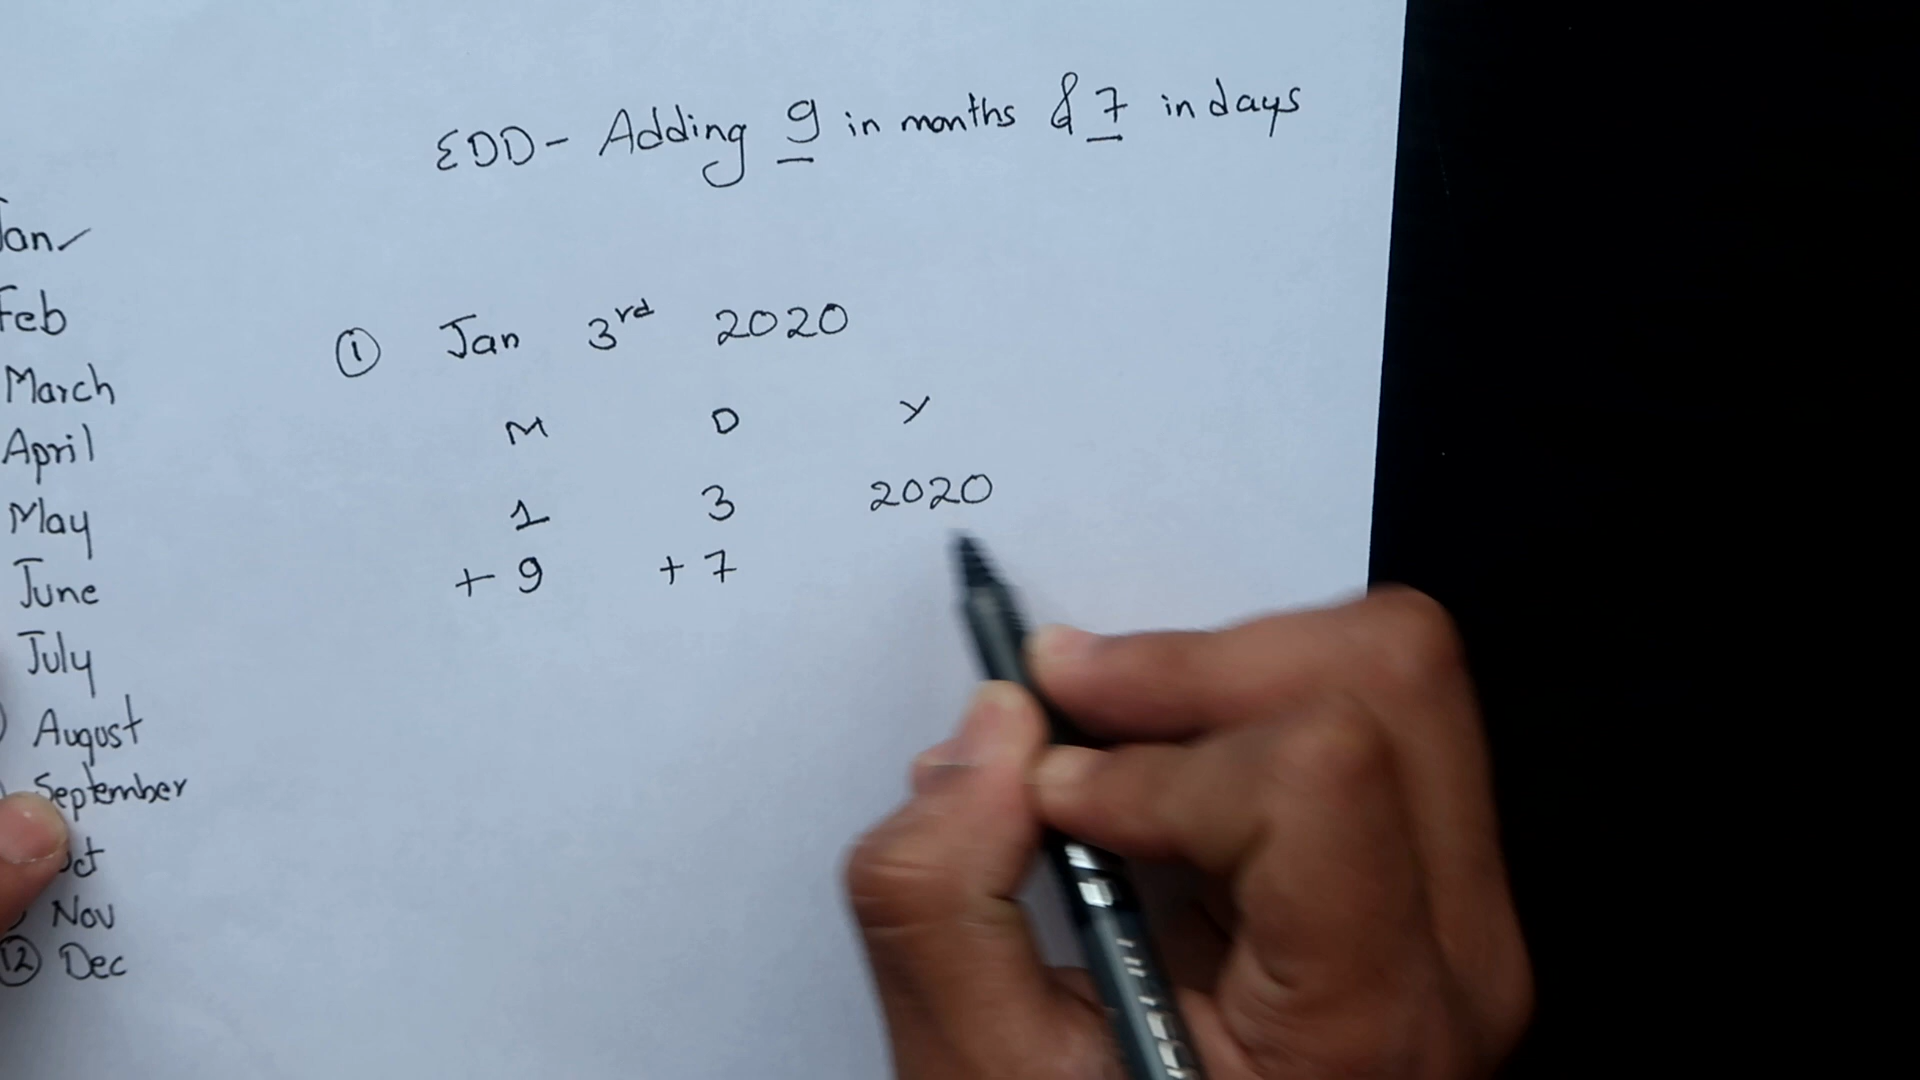 EDD - Adding 9 in months & 7 in days
Jan
Feb
March
April
May
June
July
August
September
Oct
Nov
12 Dec
1 Jan 3rd 2020
M D Y
1 3 2020
+ 9 + 7